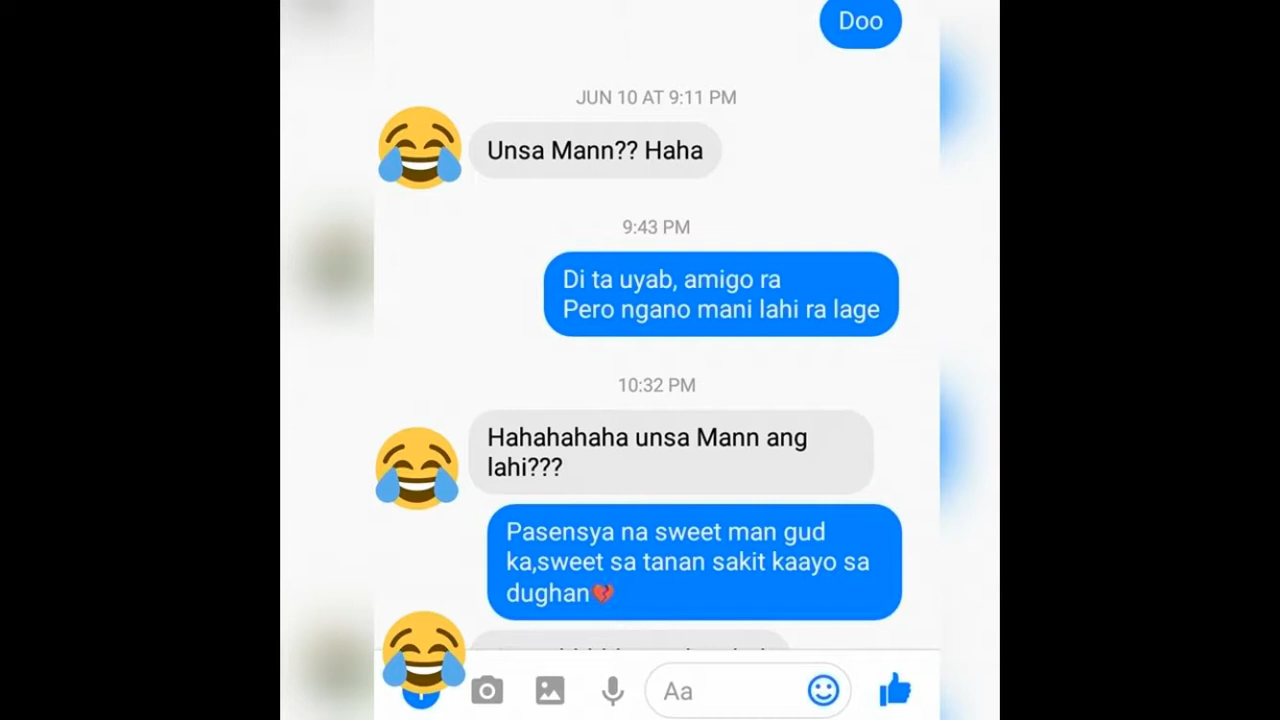 Doo
JUN 10 AT 9:11 PM
Unsa Mann?? Haha
9:43 PM
Di ta uyab, amigo ra
Pero ngano mani lahi ra lage
10:32 PM
Hahahahaha unsa Mann ang
lahi???
Pasensya na sweet man gud
ka,sweet sa tanan sakit kaayo sa
dughan💔
Aa